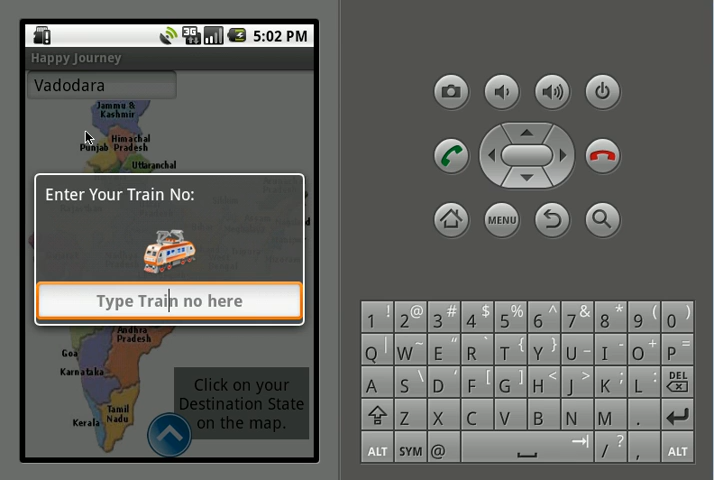 3G
5:02 PM
Happy Journey
Vadodara
Jammu &
Kashmir
Himachal
Pradesh
Punjab
Uttaranchal
Enter Your Train No:
Type Train no here
Andhra
Pradesh
Goa
Karnataka
Tamil
Nadu
Kerala
Click on your
Destination State
on the map.
MENU
1 ! 2 @ 3 # 4 $ 5 % 6 ^ 7 & 8 * 9 ( 0 )
Q | W ~ E “ R ` T { Y } U _ I - O + P =
A S \ D ' F [ G ] H < J > K ; L : DEL
Z X C V B N M .
ALT SYM @ / ? , ALT